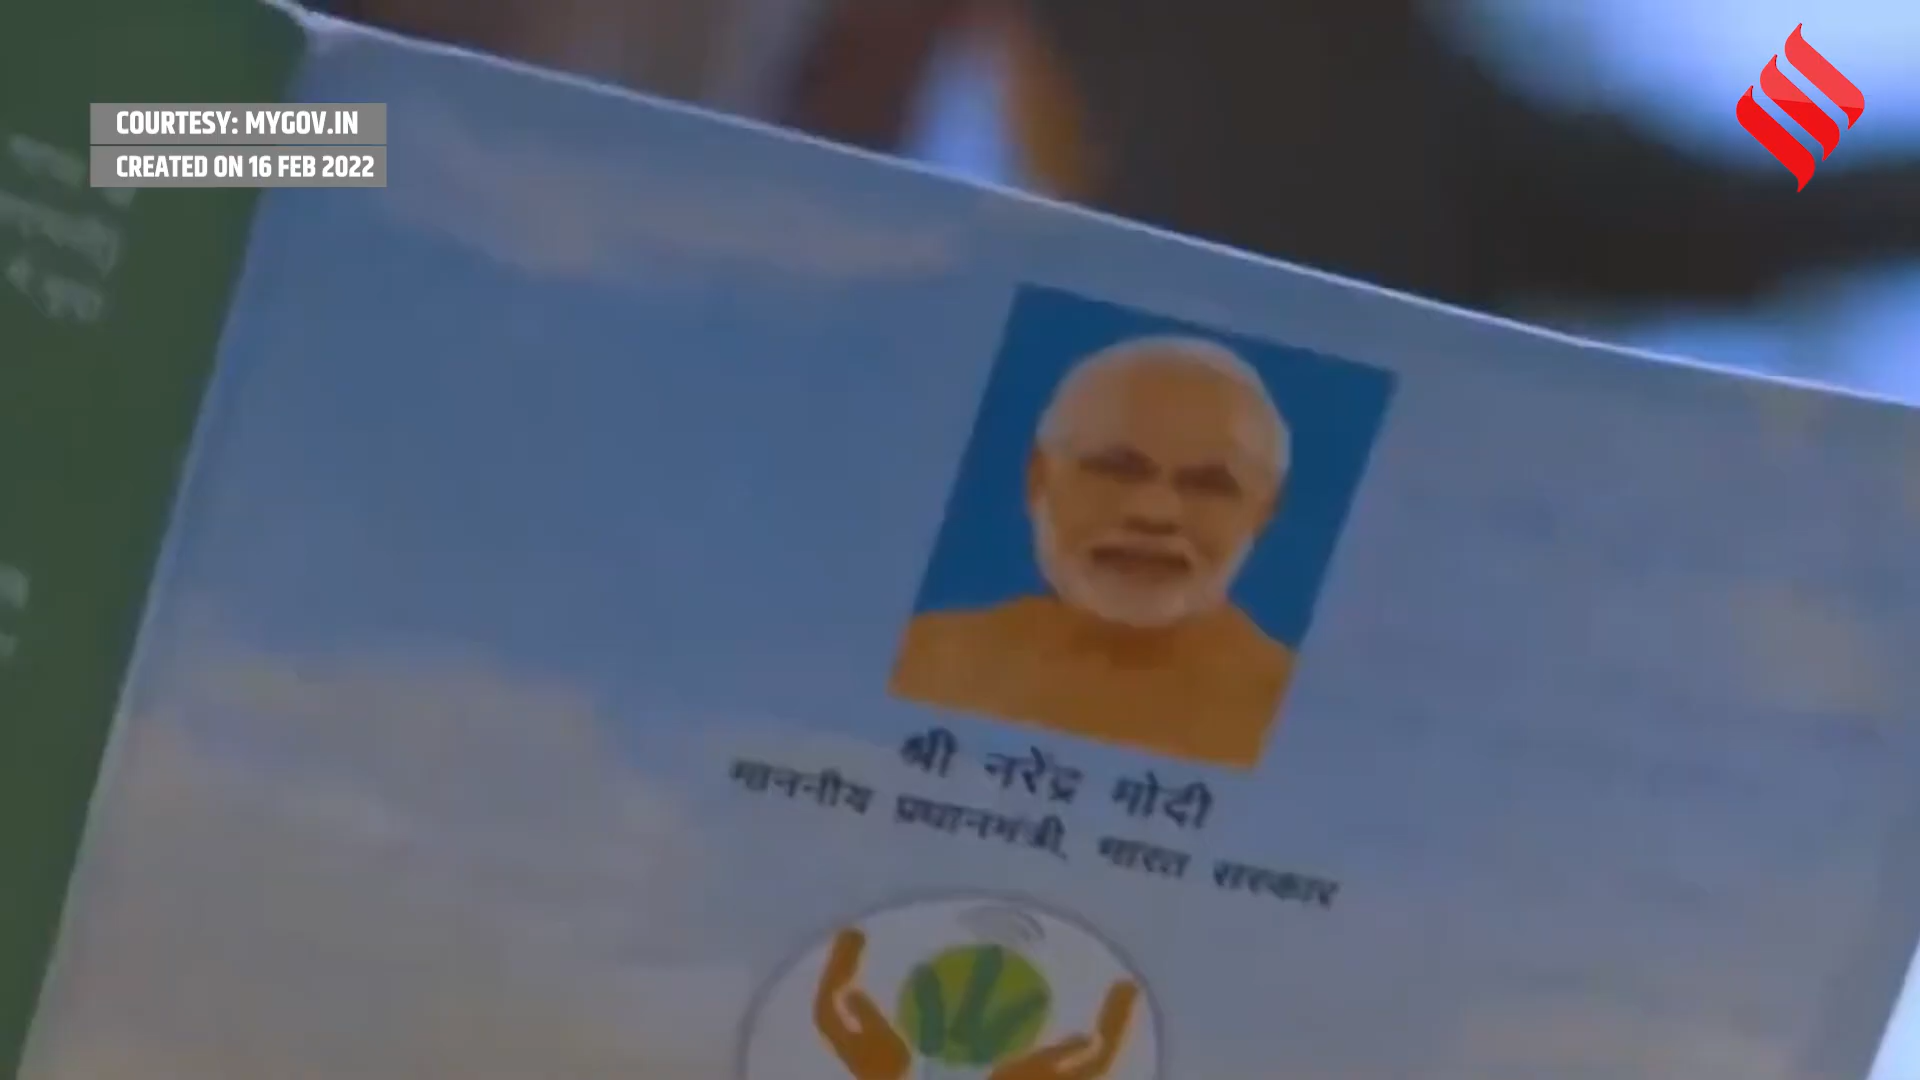 COURTESY: MYGOV.IN
CREATED ON 16 FEB 2022
श्री नरेंद्र मोदी
माननीय प्रधानमंत्री, भारत सरकार